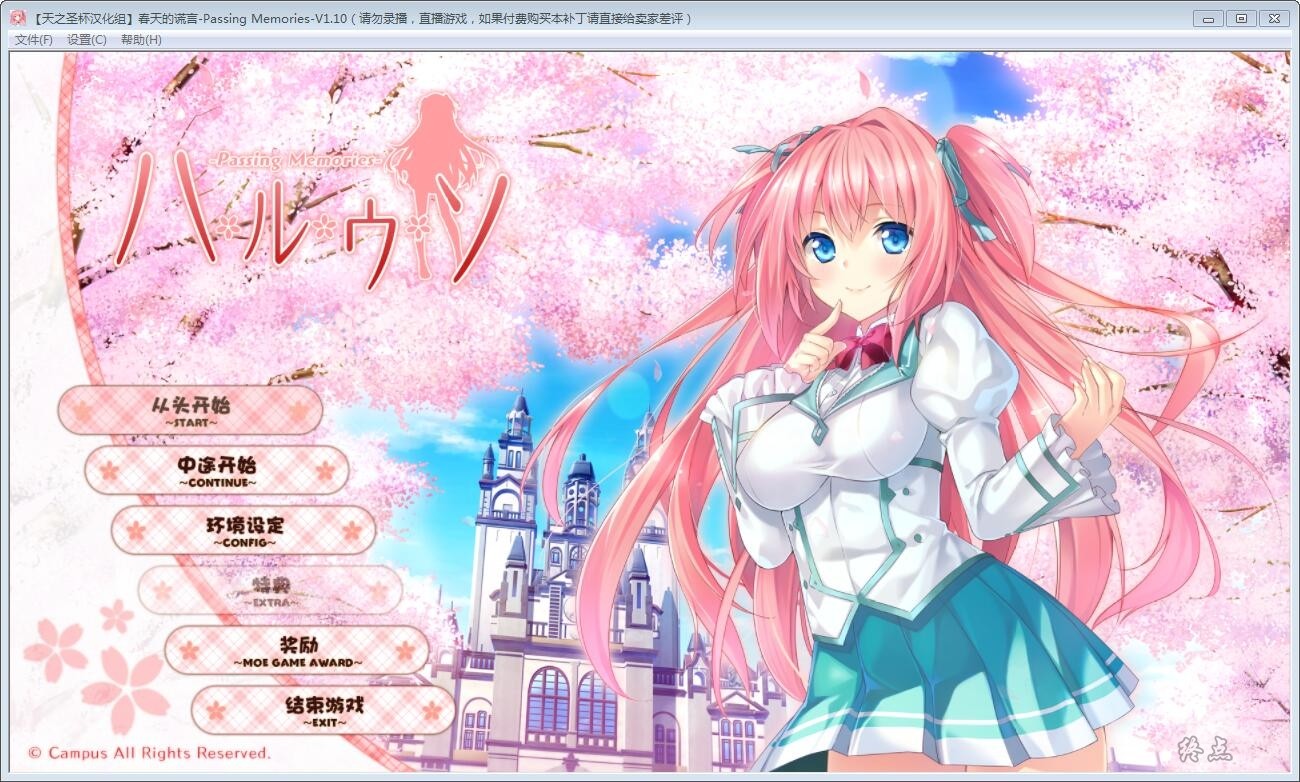 【天之圣杯汉化组】春天的谎言-Passing Memories-V1.10（请勿录播，直播游戏，如果付费购买本补丁请直接给卖家差评）
文件(F) 设置(C) 帮助(H)
-Passing Memories-
ハルウソ
从头开始
~START~
中途开始
~CONTINUE~
环境设定
~CONFIG~
特典
~EXTRA~
奖励
~MOE GAME AWARD~
结束游戏
~EXIT~
© Campus All Rights Reserved.
终点